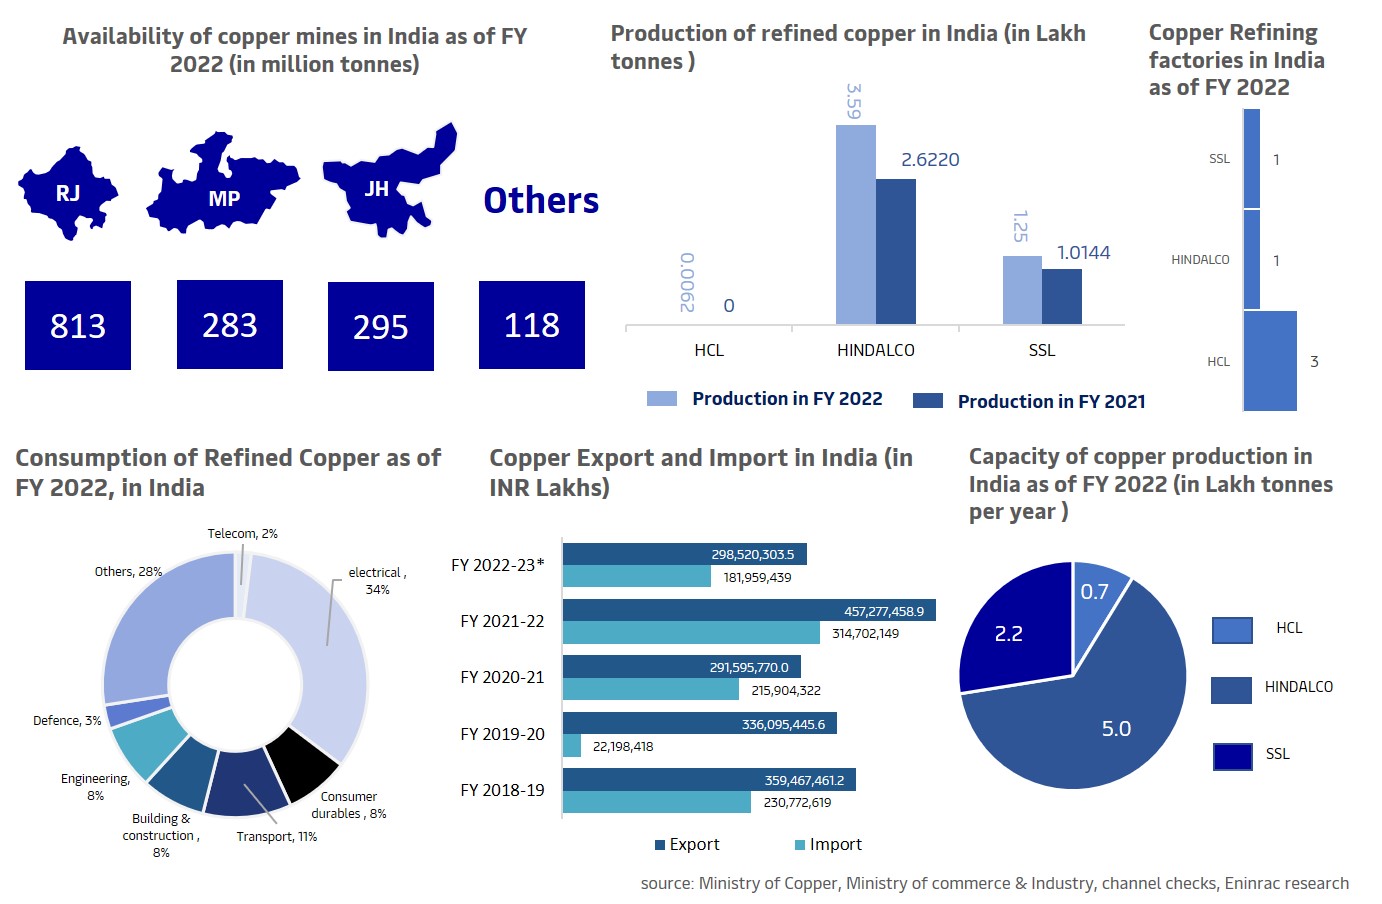 Availability of copper mines in India as of FY
2022 (in million tonnes)
RJ
MP
JH
Others
813
283
295
118
Production of refined copper in India (in Lakh
tonnes )
0.0062
0
3.59
2.6220
1.25
1.0144
HCL
HINDALCO
SSL
Production in FY 2022
Production in FY 2021
Copper Refining
factories in India
as of FY 2022
SSL
1
HINDALCO
1
HCL
3
Consumption of Refined Copper as of
FY 2022, in India
Telecom, 2%
Others, 28%
electrical ,
34%
Defence, 3%
Engineering,
8%
Building &
construction ,
8%
Transport, 11%
Consumer
durables , 8%
Copper Export and Import in India (in
INR Lakhs)
FY 2022-23*
298,520,303.5
181,959,439
FY 2021-22
457,277,458.9
314,702,149
FY 2020-21
291,595,770.0
215,904,322
FY 2019-20
336,095,445.6
22,198,418
FY 2018-19
359,467,461.2
230,772,619
Export
Import
Capacity of copper production in
India as of FY 2022 (in Lakh tonnes
per year )
0.7
2.2
5.0
HCL
HINDALCO
SSL
source: Ministry of Copper, Ministry of commerce & Industry, channel checks, Eninrac research